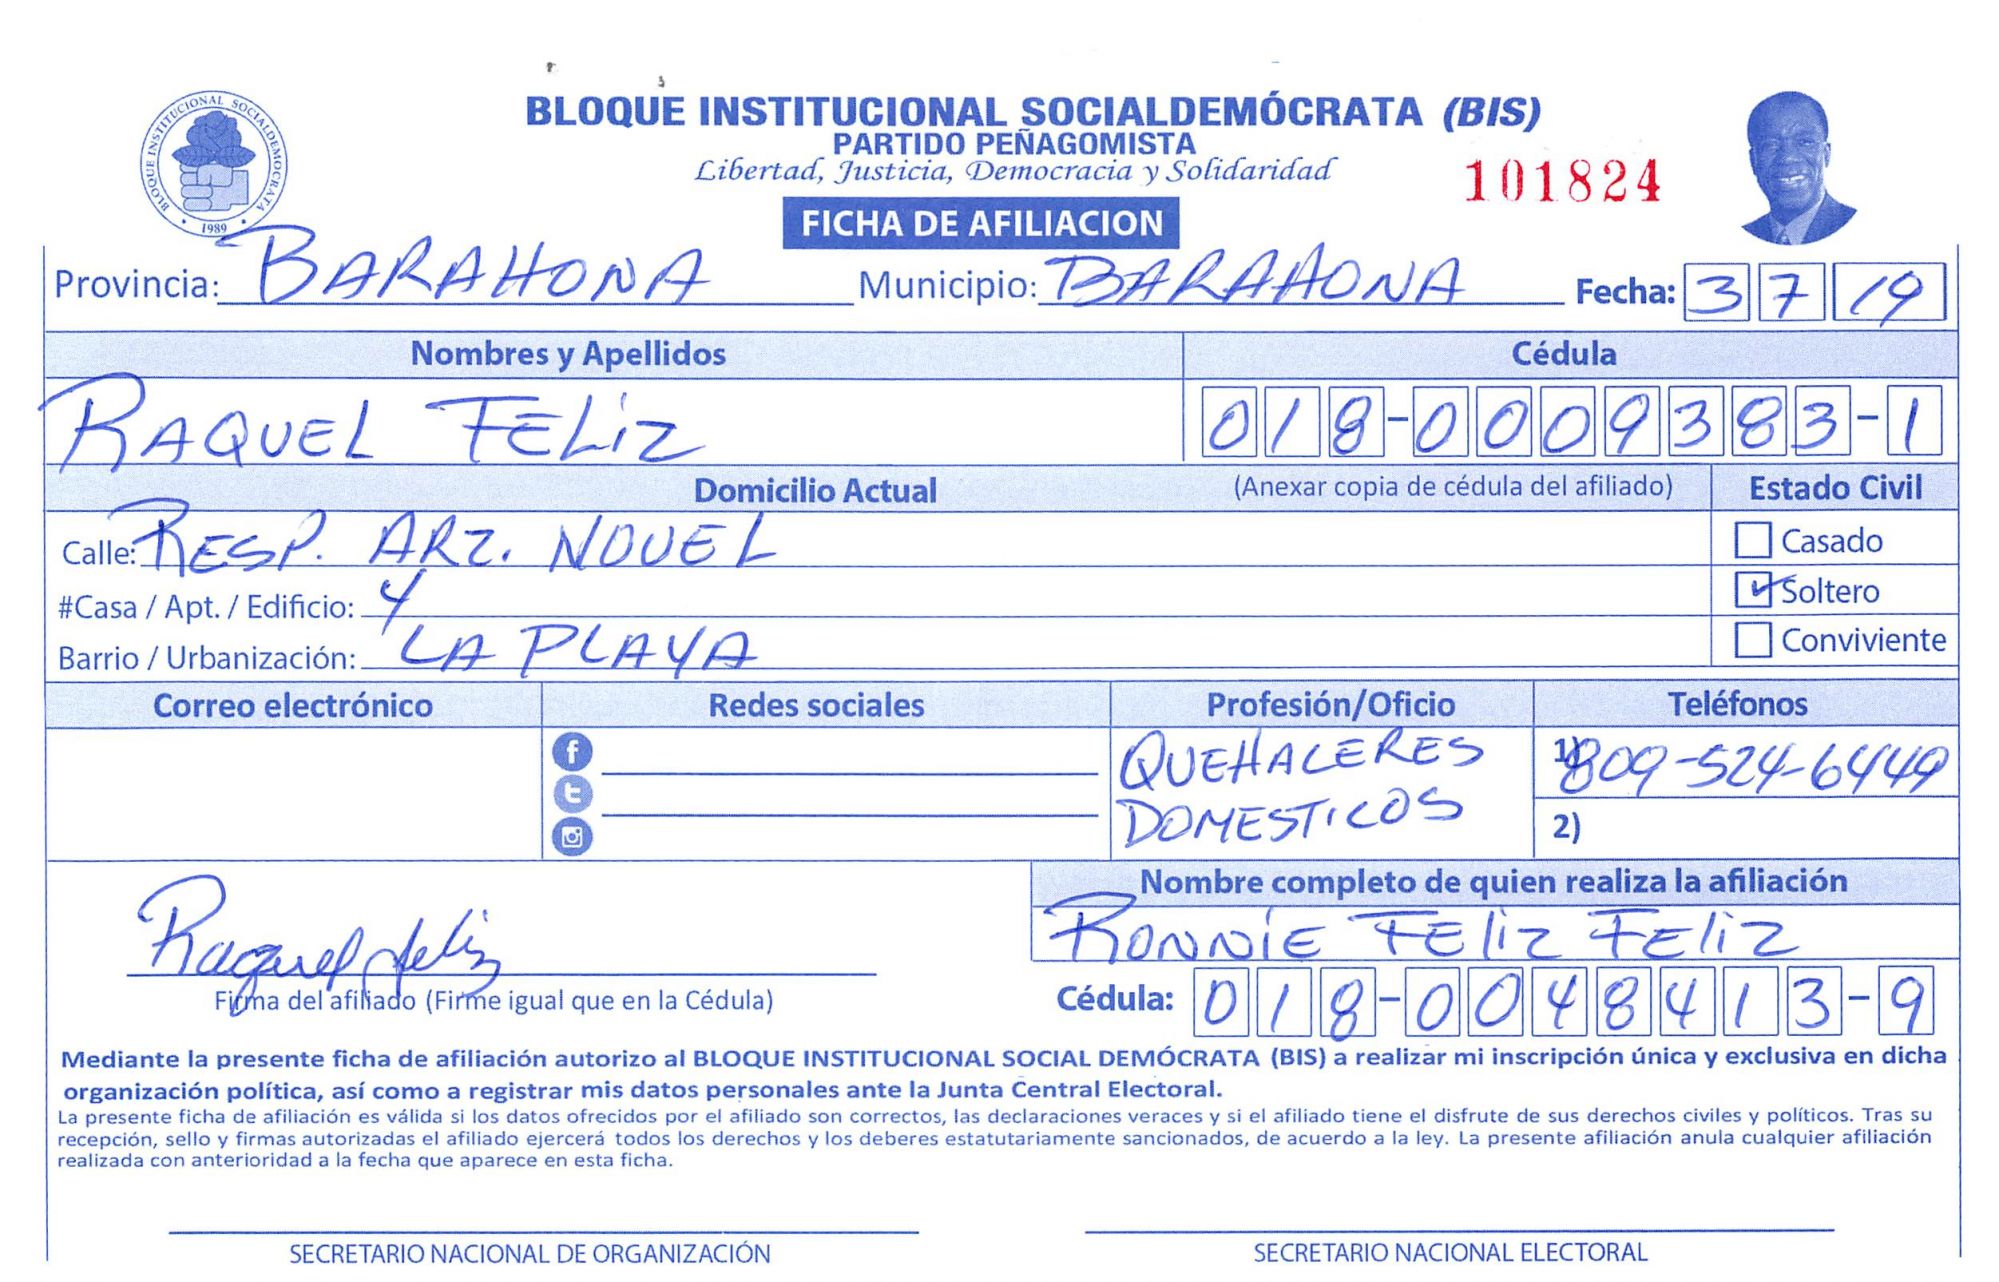 BLOQUE INSTITUCIONAL SOCIALDEMOCRATA
1989
BLOQUE INSTITUCIONAL SOCIALDEMÓCRATA (BIS)
PARTIDO PEÑAGOMISTA
Libertad, Justicia, Democracia y Solidaridad
101824
FICHA DE AFILIACION
Provincia: BARAHONA Municipio: BARAHONA Fecha: 3 7 19
Nombres y Apellidos Cédula
RAQUEL FELIZ 018-0009383-1
Domicilio Actual (Anexar copia de cédula del afiliado) Estado Civil
Calle: RESP. ARZ. NOUEL Casado
#Casa / Apt. / Edificio: 4 Soltero
Barrio / Urbanización: LA PLAYA Conviviente
Correo electrónico Redes sociales Profesión/Oficio Teléfonos
QUEHACERES 1) 809-524-6449
DOMESTICOS 2)
Nombre completo de quien realiza la afiliación
Raquel feliz RONNIE FELIZ FELIZ
Firma del afiliado (Firme igual que en la Cédula) Cédula: 018-0048413-9
Mediante la presente ficha de afiliación autorizo al BLOQUE INSTITUCIONAL SOCIAL DEMÓCRATA (BIS) a realizar mi inscripción única y exclusiva en dicha
organización política, así como a registrar mis datos personales ante la Junta Central Electoral.
La presente ficha de afiliación es válida si los datos ofrecidos por el afiliado son correctos, las declaraciones veraces y si el afiliado tiene el disfrute de sus derechos civiles y políticos. Tras su
recepción, sello y firmas autorizadas el afiliado ejercerá todos los derechos y los deberes estatutariamente sancionados, de acuerdo a la ley. La presente afiliación anula cualquier afiliación
realizada con anterioridad a la fecha que aparece en esta ficha.
SECRETARIO NACIONAL DE ORGANIZACIÓN SECRETARIO NACIONAL ELECTORAL